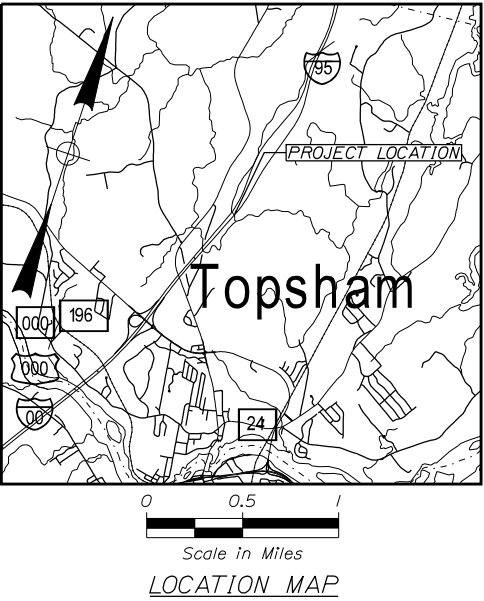 95
PROJECT LOCATION
Topsham
196
000
000
00
24
0 0.5 1
Scale in Miles
LOCATION MAP